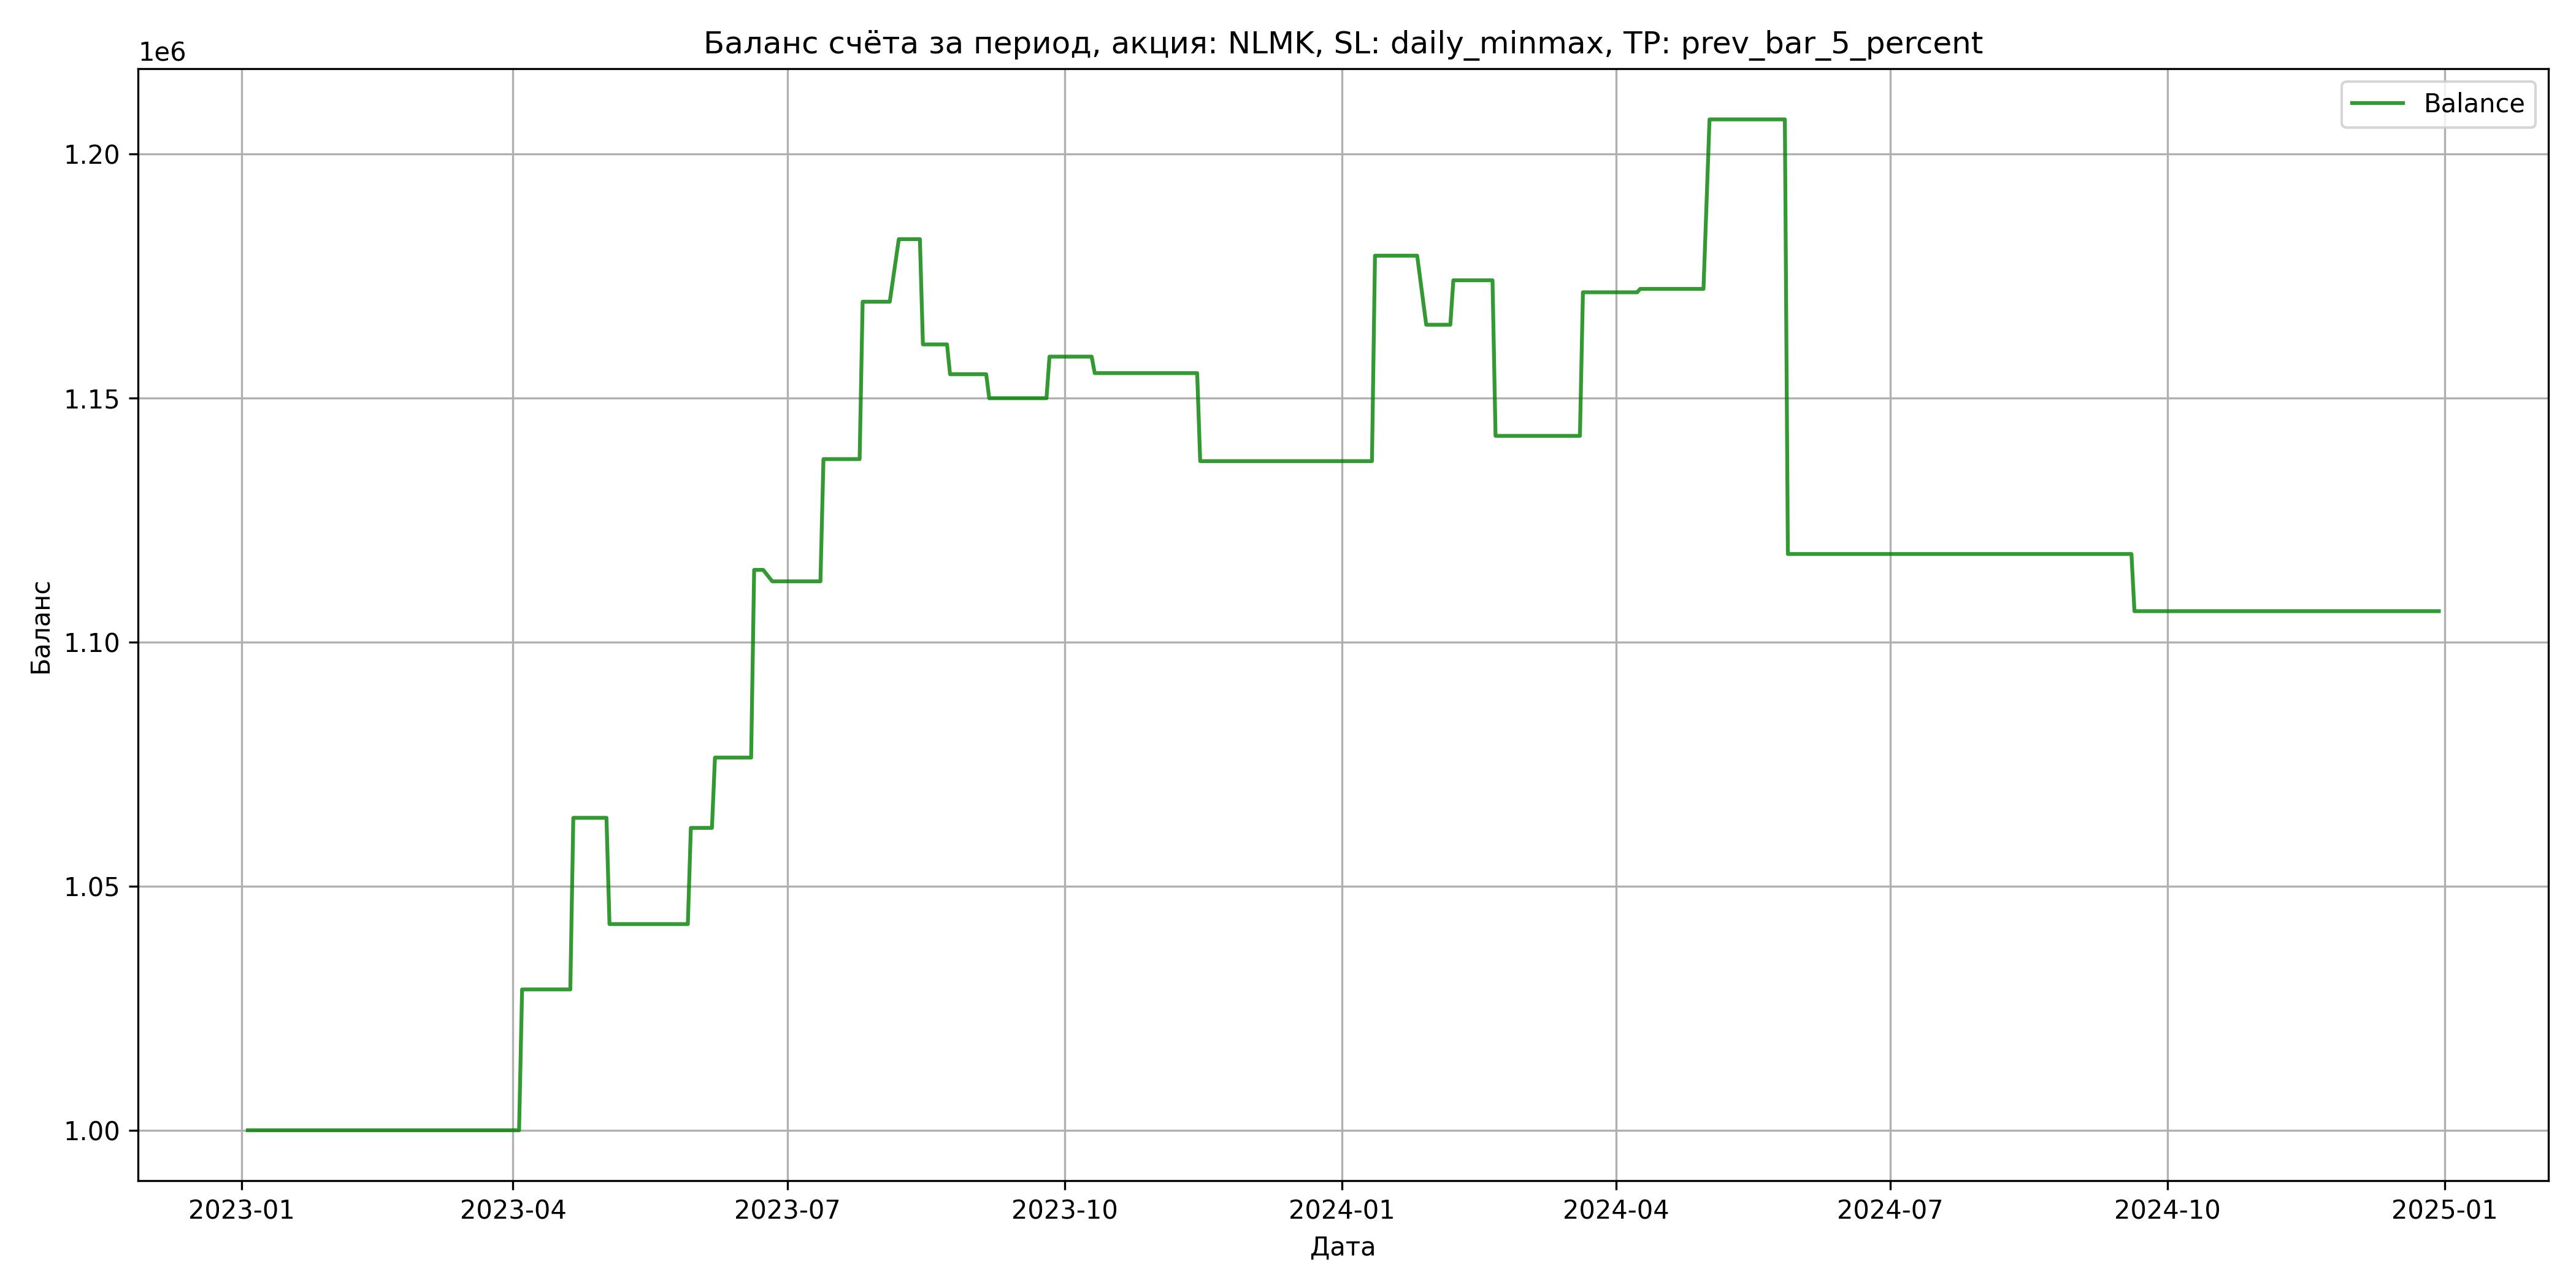 Баланс счёта за период, акция: NLMK, SL: daily_minmax, TP: prev_bar_5_percent
1e6
Balance
1.20
1.15
1.10
1.05
1.00
Баланс
2023-01 2023-04 2023-07 2023-10 2024-01 2024-04 2024-07 2024-10 2025-01
Дата